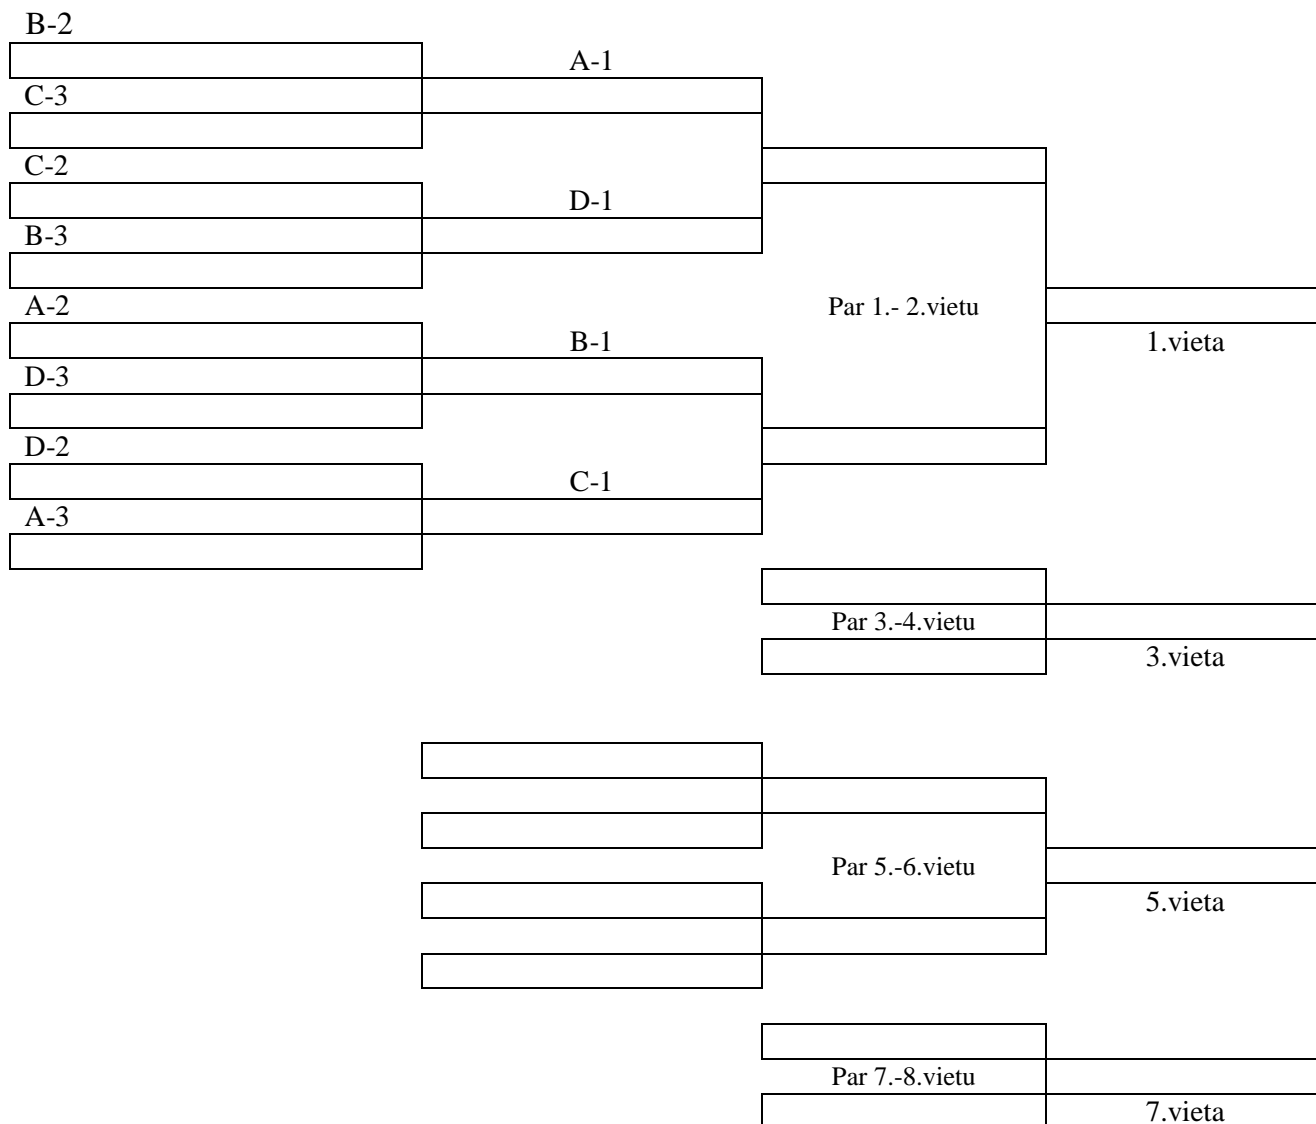 B-2
A-1
C-3
C-2
D-1
B-3
A-2
Par 1.- 2.vietu
B-1
1.vieta
D-3
D-2
C-1
A-3
Par 3.-4.vietu
3.vieta
Par 5.-6.vietu
5.vieta
Par 7.-8.vietu
7.vieta